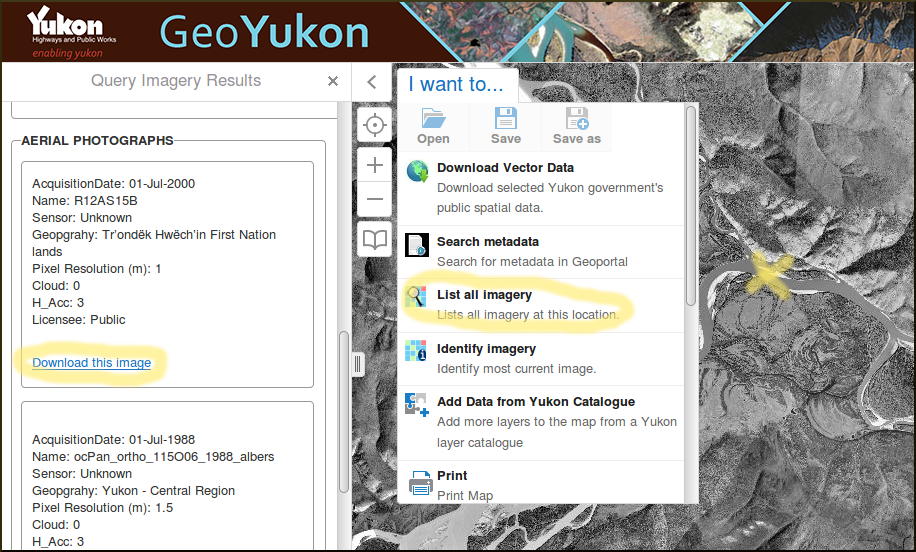 Yukon
Highways and Public Works
enabling yukon
GeoYukon
Query Imagery Results
AERIAL PHOTOGRAPHS
AcquisitionDate: 01-Jul-2000
Name: R12AS15B
Sensor: Unknown
Geopgrahy: Tr'ondëk Hwëch'in First Nation
lands
Pixel Resolution (m): 1
Cloud: 0
H_Acc: 3
Licensee: Public
Download this image
AcquisitionDate: 01-Jul-1988
Name: ocPan_ortho_115O06_1988_albers
Sensor: Unknown
Geopgrahy: Yukon - Central Region
Pixel Resolution (m): 1.5
Cloud: 0
H_Acc: 3
I want to...
Open
Save
Save as
Download Vector Data
Download selected Yukon government's
public spatial data.
Search metadata
Search for metadata in Geoportal
List all imagery
Lists all imagery at this location.
Identify imagery
Identify most current image.
Add Data from Yukon Catalogue
Add more layers to the map from a Yukon
layer catalogue
Print
Print Map